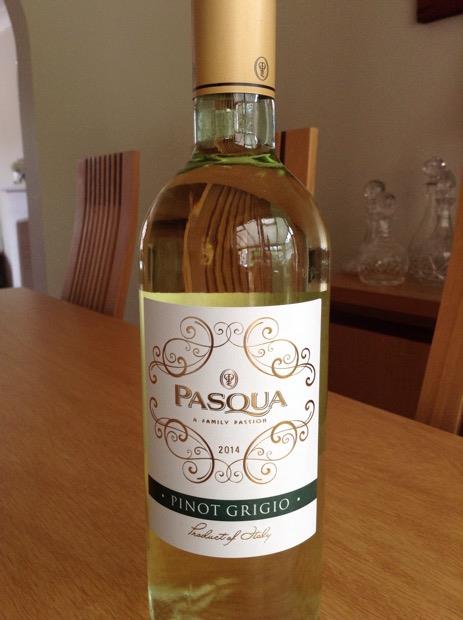 PASQUA
A FAMILY PASSION
2014
• PINOT GRIGIO •
Product of Italy